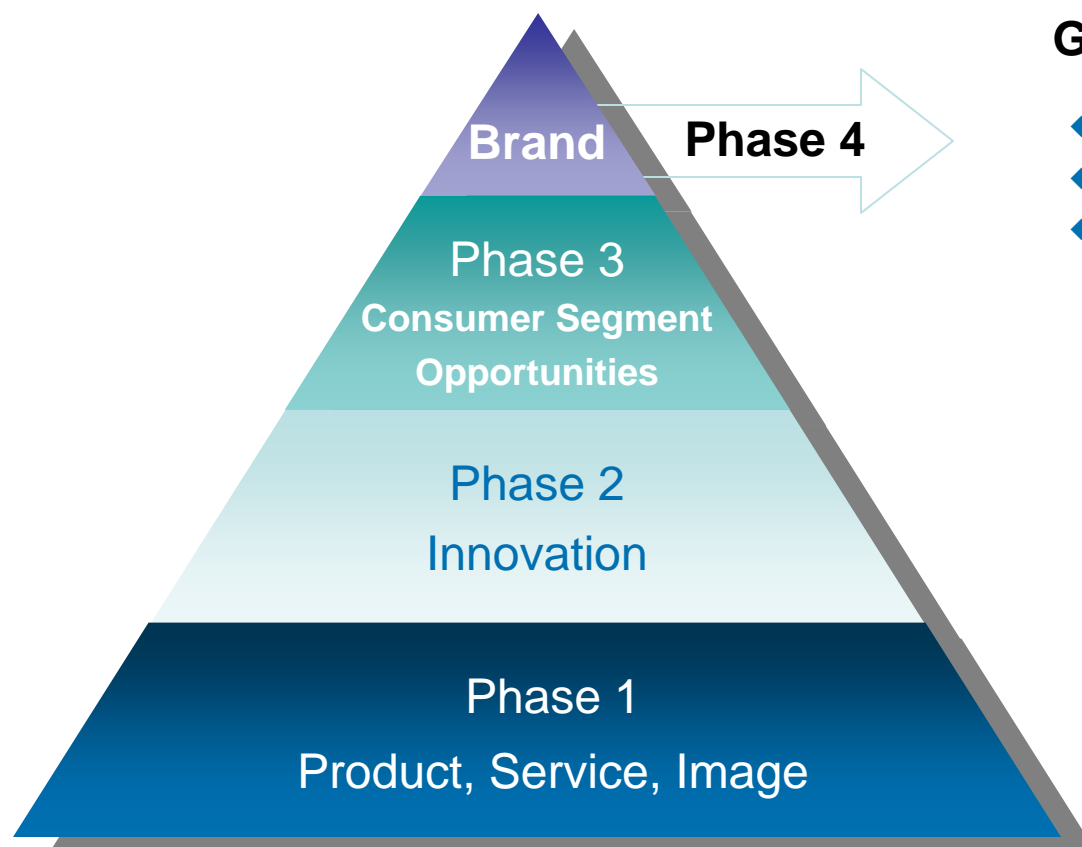 G
Brand
Phase 4
Phase 3
Consumer Segment
Opportunities
Phase 2
Innovation
Phase 1
Product, Service, Image